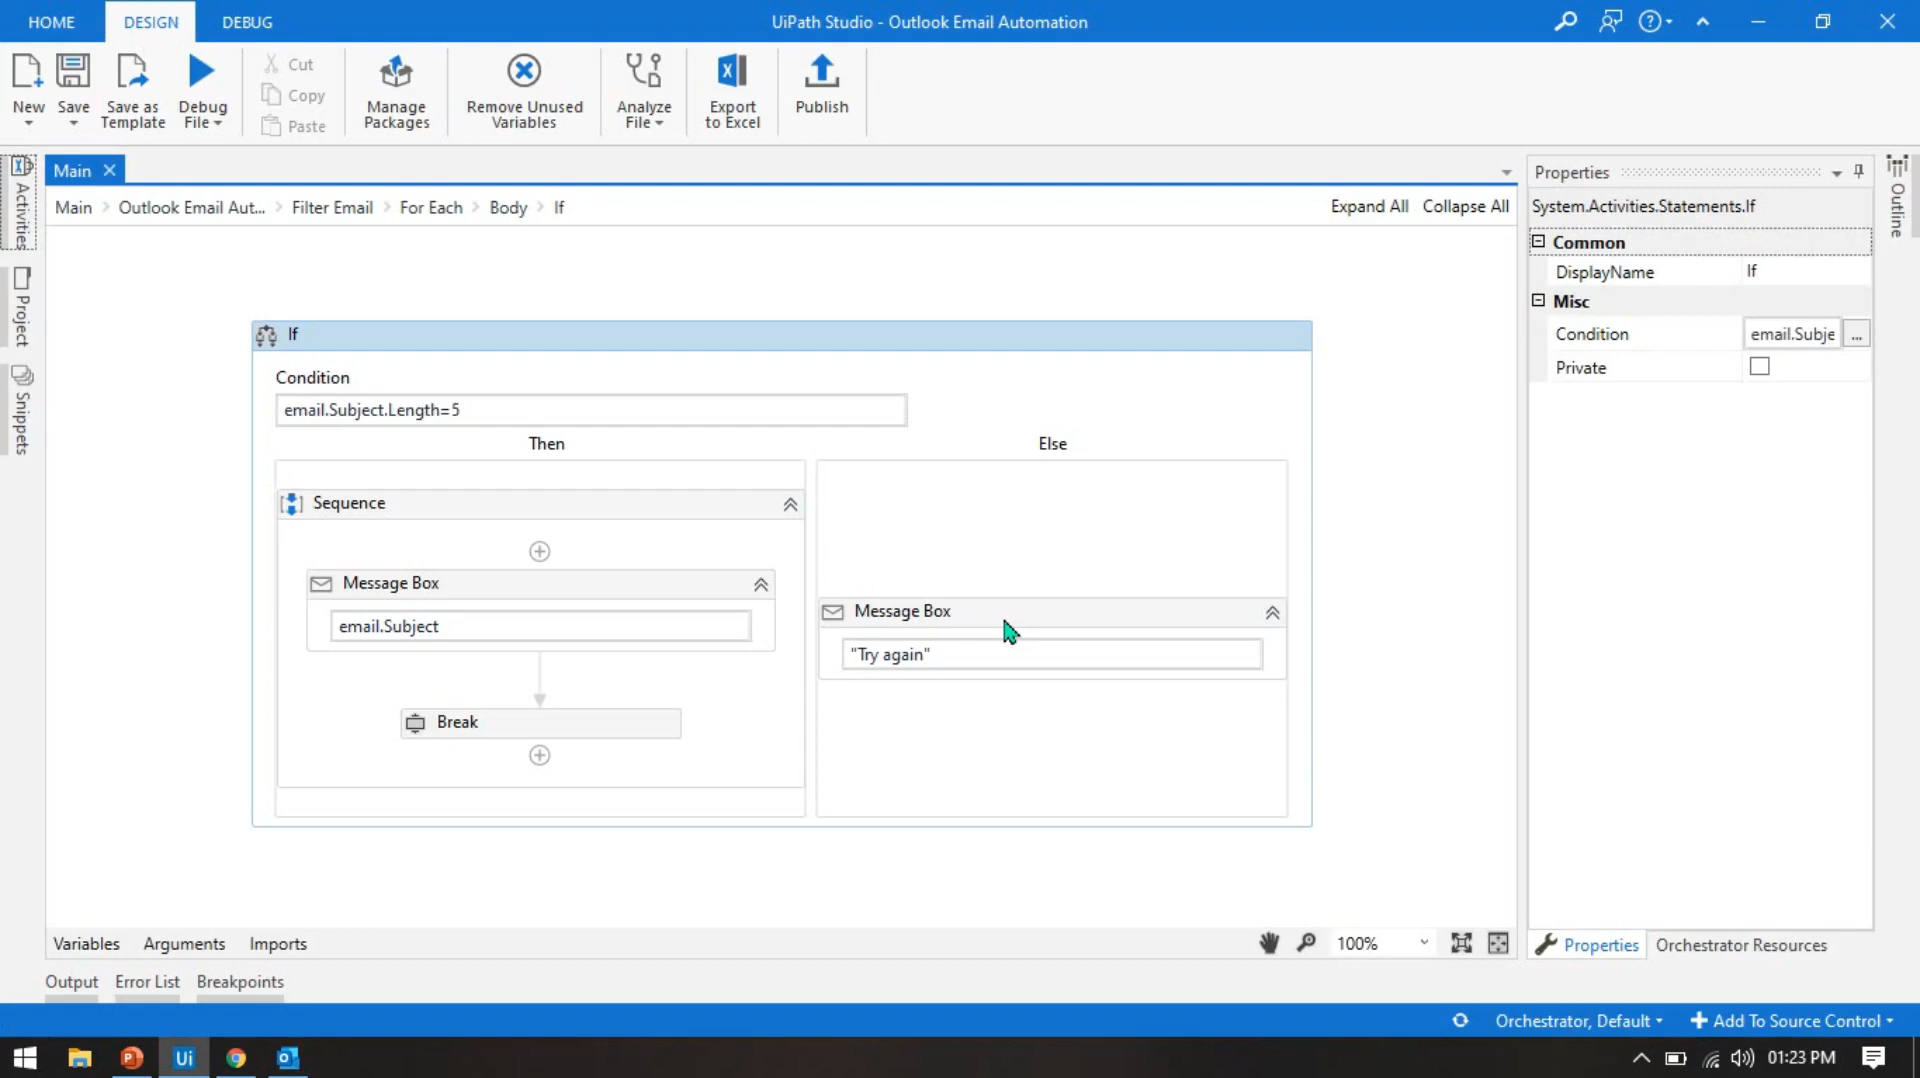 HOME DESIGN DEBUG UiPath Studio - Outlook Email Automation
New Save Save as Template Debug File Cut Copy Paste Manage Packages Remove Unused Variables Analyze File Export to Excel Publish
Main
Main Outlook Email Aut... Filter Email For Each Body If Expand All Collapse All
Activities
Project
Snippets
If
Condition
email.Subject.Length=5
Then Else
Sequence
Message Box
email.Subject
Break
Message Box
"Try again"
Properties
System.Activities.Statements.If
Common
DisplayName If
Misc
Condition email.Subje ...
Private
Outline
Variables Arguments Imports 100% Properties Orchestrator Resources
Output Error List Breakpoints
Orchestrator, Default Add To Source Control
P Ui 01:23 PM